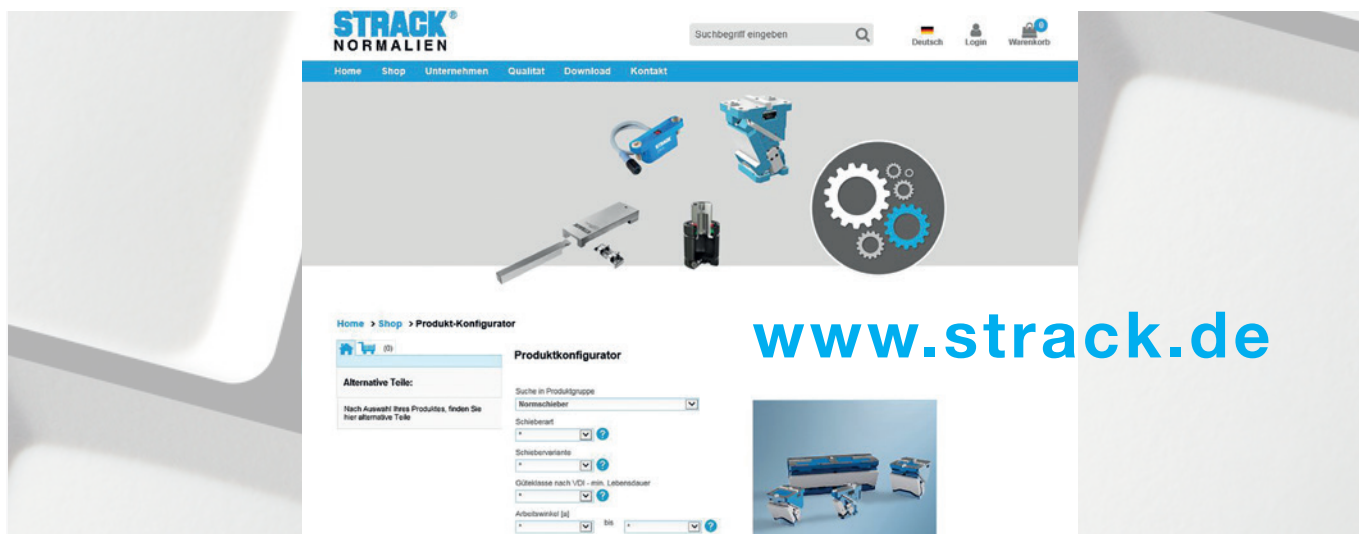 STRACK®
NORMALIEN
Suchbegriff eingeben
Deutsch
Login
0
Warenkorb
Home Shop Unternehmen Qualität Download Kontakt
STRACK
Home > Shop > Produkt-Konfigurator
(0)
www.strack.de
Produktkonfigurator
Alternative Teile:
Nach Auswahl Ihres Produktes, finden Sie
hier alternative Teile
Suche in Produktgruppe
Normschieber
Schieberart
* ?
Schiebervariante
* ?
Güteklasse nach VDI - min. Lebensdauer
* ?
Arbeitswinkel [a]
* bis * ?